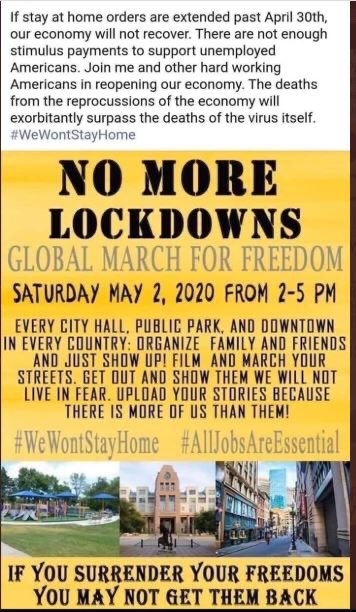 If stay at home orders are extended past April 30th,
our economy will not recover. There are not enough
stimulus payments to support unemployed
Americans. Join me and other hard working
Americans in reopening our economy. The deaths
from the reprocussions of the economy will
exorbitantly surpass the deaths of the virus itself.
#WeWontStayHome
NO MORE
LOCKDOWNS
GLOBAL MARCH FOR FREEDOM
SATURDAY MAY 2, 2020 FROM 2-5 PM
EVERY CITY HALL, PUBLIC PARK, AND DOWNTOWN
IN EVERY COUNTRY: ORGANIZE FAMILY AND FRIENDS
AND JUST SHOW UP! FILM AND MARCH YOUR
STREETS. GET OUT AND SHOW THEM WE WILL NOT
LIVE IN FEAR. UPLOAD YOUR STORIES BECAUSE
THERE IS MORE OF US THAN THEM!
#WeWontStayHome #AllJobsAreEssential
IF YOU SURRENDER YOUR FREEDOMS
YOU MAY NOT GET THEM BACK